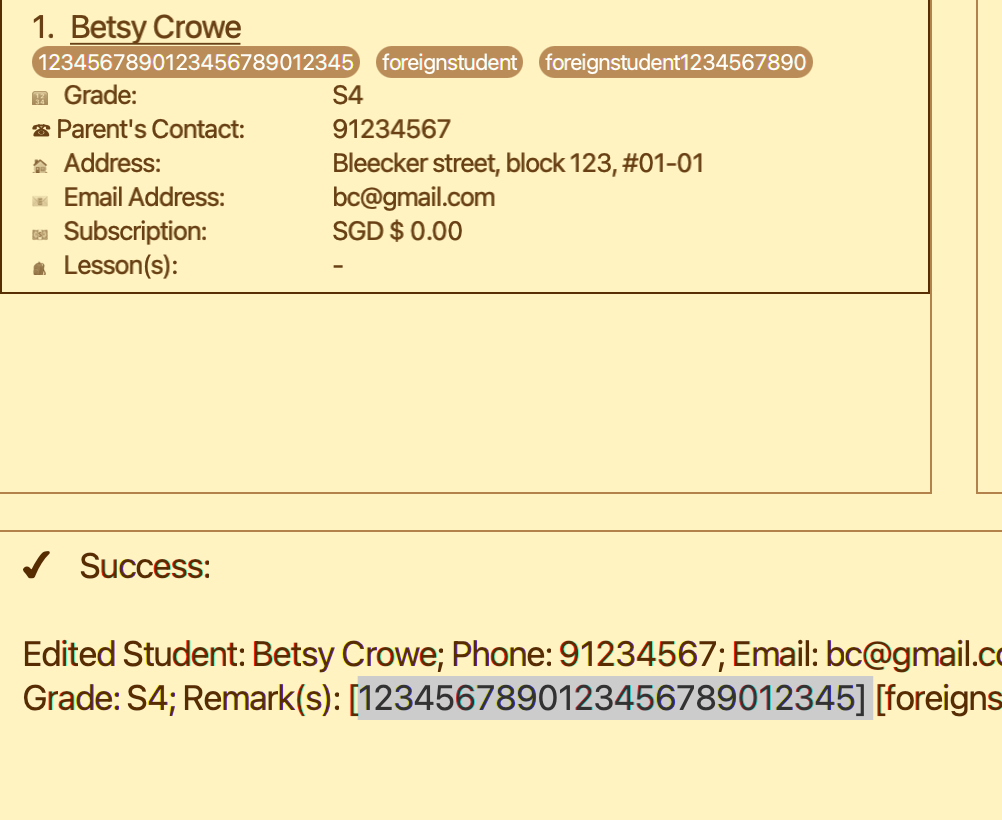 1. Betsy Crowe
1234567890123456789012345 foreignstudent foreignstudent1234567890
Grade: S4
Parent's Contact: 91234567
Address: Bleecker street, block 123, #01-01
Email Address: bc@gmail.com
Subscription: SGD $ 0.00
Lesson(s): -
✔ Success:
Edited Student: Betsy Crowe; Phone: 91234567; Email: bc@gmail.co
Grade: S4; Remark(s): [1234567890123456789012345] [foreigns